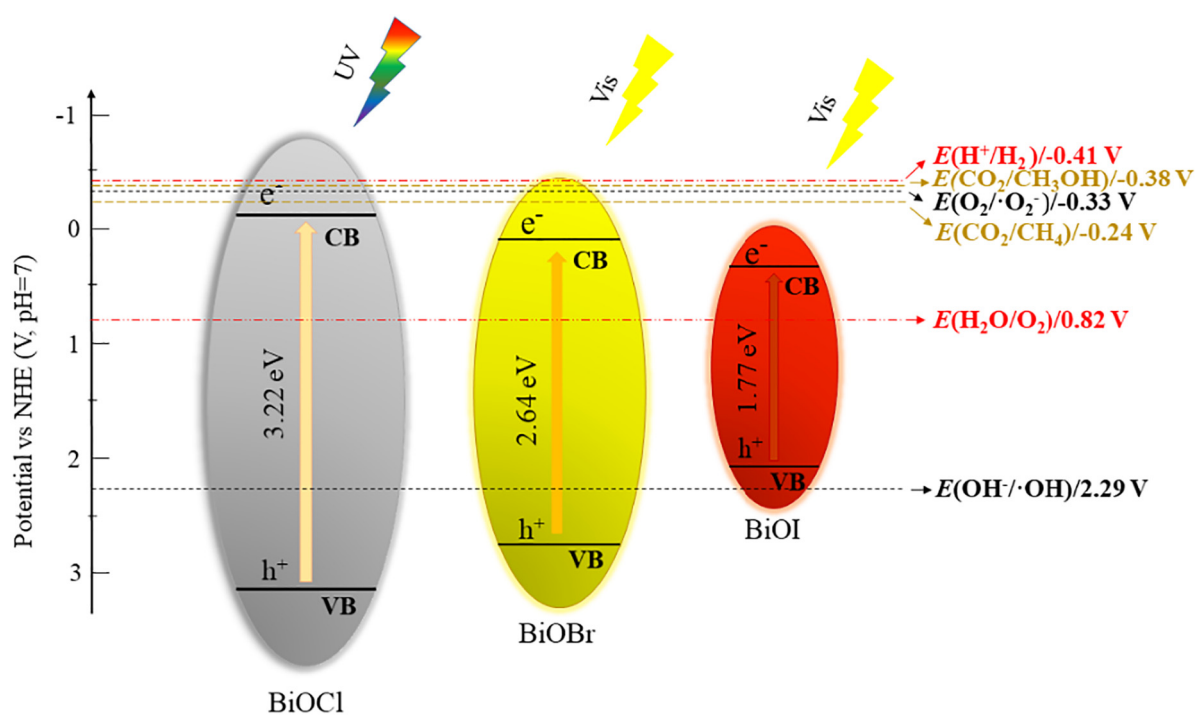 UV
Vis
Vis
Potential vs NHE (V, pH=7)
-1
0
1
2
3
e⁻
CB
3.22 eV
h⁺
VB
BiOCl
e⁻
CB
2.64 eV
h⁺
VB
BiOBr
e⁻
CB
1.77 eV
h⁺
VB
BiOI
E(H⁺/H₂)/-0.41 V
E(CO₂/CH₃OH)/-0.38 V
E(O₂/·O₂⁻)/-0.33 V
E(CO₂/CH₄)/-0.24 V
E(H₂O/O₂)/0.82 V
E(OH⁻/·OH)/2.29 V